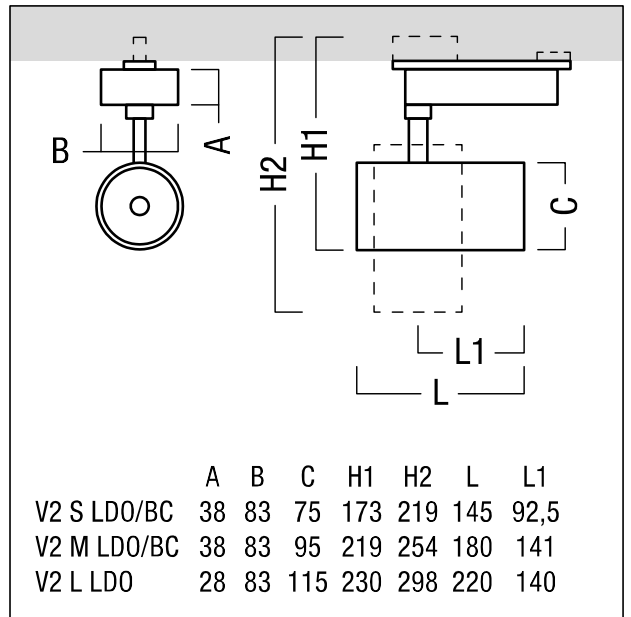 B
A
H2
H1
C
L1
L
A B C H1 H2 L L1
V2 S LDO/BC 38 83 75 173 219 145 92,5
V2 M LDO/BC 38 83 95 219 254 180 141
V2 L LDO 28 83 115 230 298 220 140